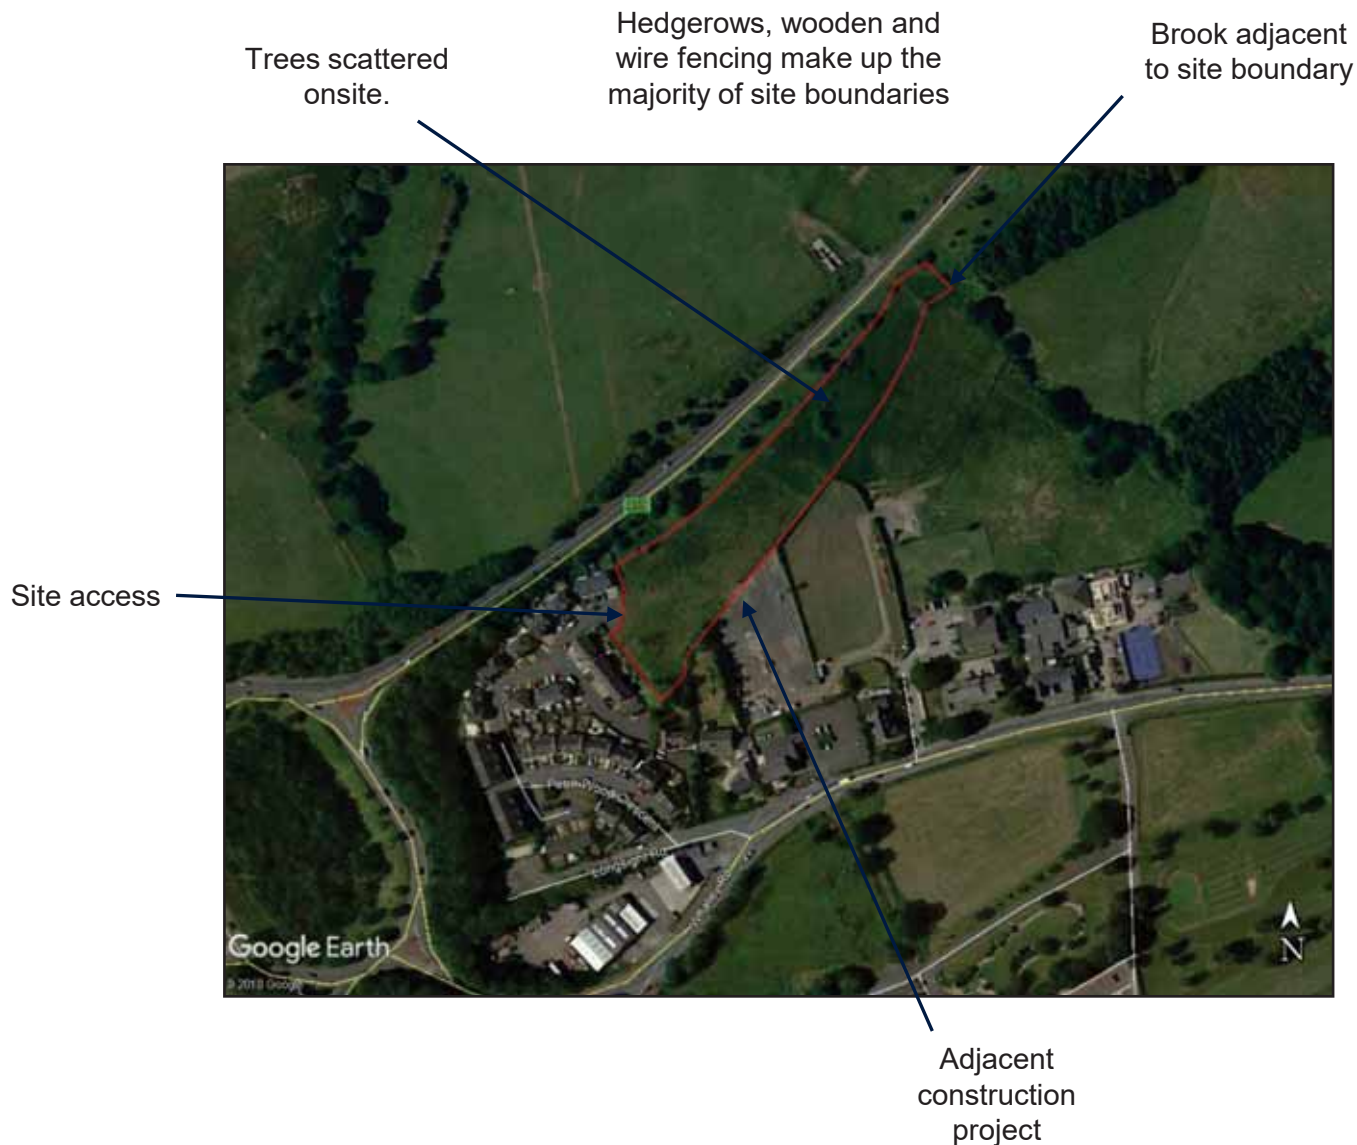 Hedgerows, wooden and
wire fencing make up the
majority of site boundaries
Brook adjacent
to site boundary
Trees scattered
onsite.
Site access
Google Earth
N
Adjacent
construction
project